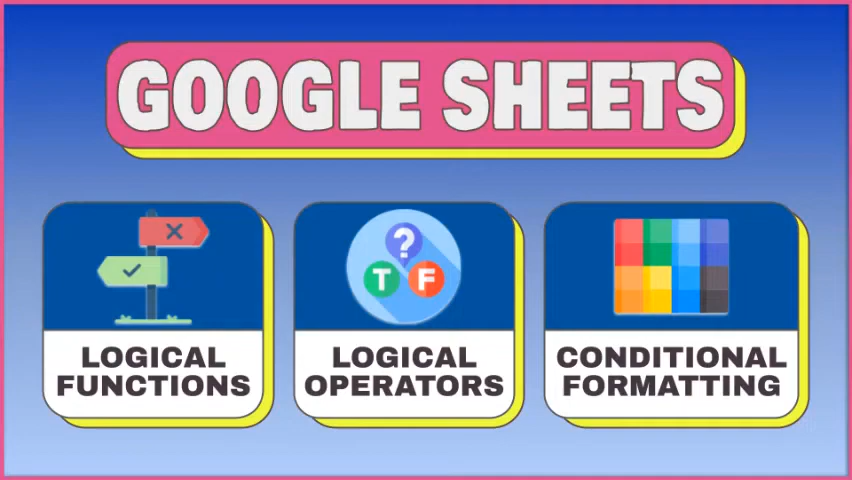 GOOGLE SHEETS
?
T F
LOGICAL
FUNCTIONS
LOGICAL
OPERATORS
CONDITIONAL
FORMATTING